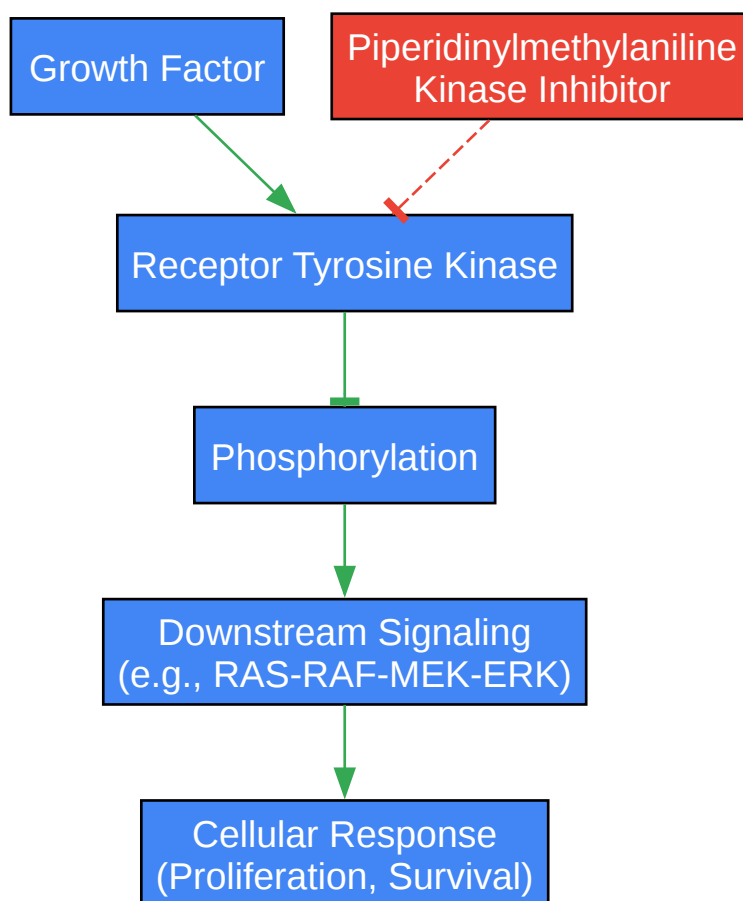 Growth Factor
Piperidinylmethylaniline
Kinase Inhibitor
Receptor Tyrosine Kinase
Phosphorylation
Downstream Signaling
(e.g., RAS-RAF-MEK-ERK)
Cellular Response
(Proliferation, Survival)